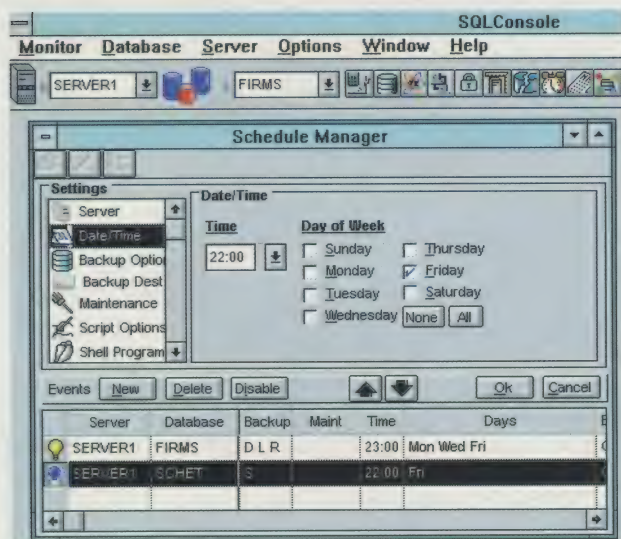 SQLConsole
Monitor Database Server Options Window Help
SERVER1 FIRMS
Schedule Manager
Settings
Server
Date/Time
Backup Optio
Backup Dest
Maintenance
Script Options
Shell Program
Date/Time
Time
22:00
Day of Week
Sunday Thursday
Monday Friday
Tuesday Saturday
Wednesday None All
Events New Delete Disable Ok Cancel
Server Database Backup Maint Time Days E
SERVER1 FIRMS D L R 23:00 Mon Wed Fri
SERVER1 SCHET S 22:00 Fri